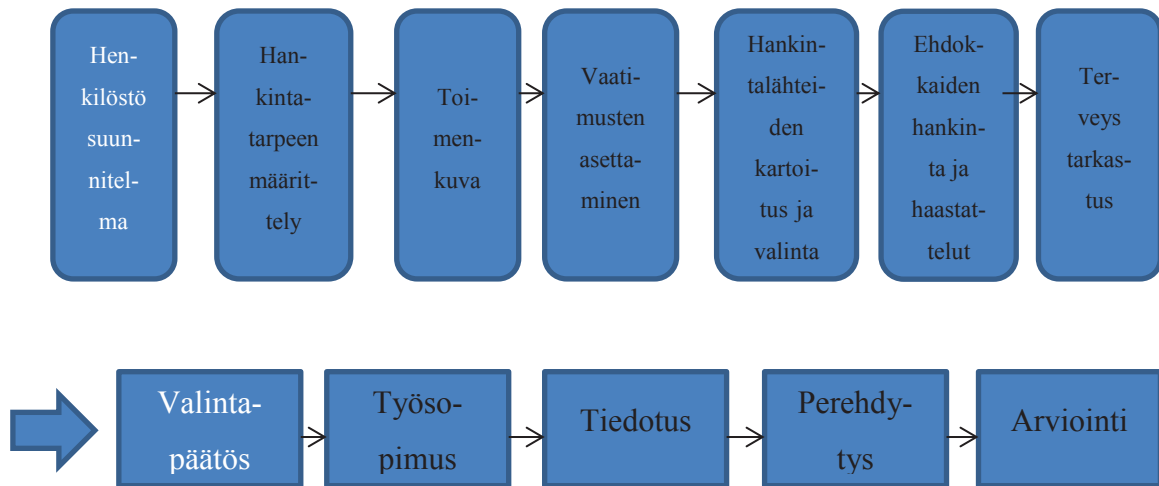 Hen-
kilöstö
suun-
nitel-
ma
Han-
kinta-
tarpeen
määrit-
tely
Toi-
men-
kuva
Vaati-
musten
asetta-
minen
Hankin-
talähtei-
den
kartoi-
tus ja
valinta
Ehdok-
kaiden
hankin-
ta ja
haastat-
telut
Ter-
veys
tarkas-
tus
Valinta-
päätös
Työso-
pimus
Tiedotus
Perehdy-
tys
Arviointi